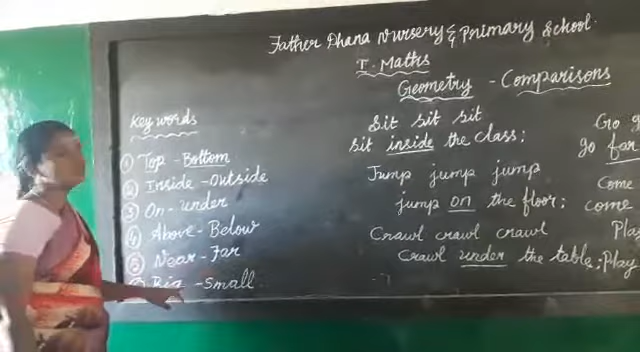 Father Dhana Nursery & Primary School.
I. Maths
Geometry - Comparisons
Key words
① Top - Bottom
② Inside - Outside
③ On - under
④ Above - Below
⑤ Near - Far
Big - Small
Sit sit sit
sit inside the class;
Jump jump jump
jump on the floor;
Crawl crawl crawl
Crawl under the table;
Go
go far
Come
come
Play